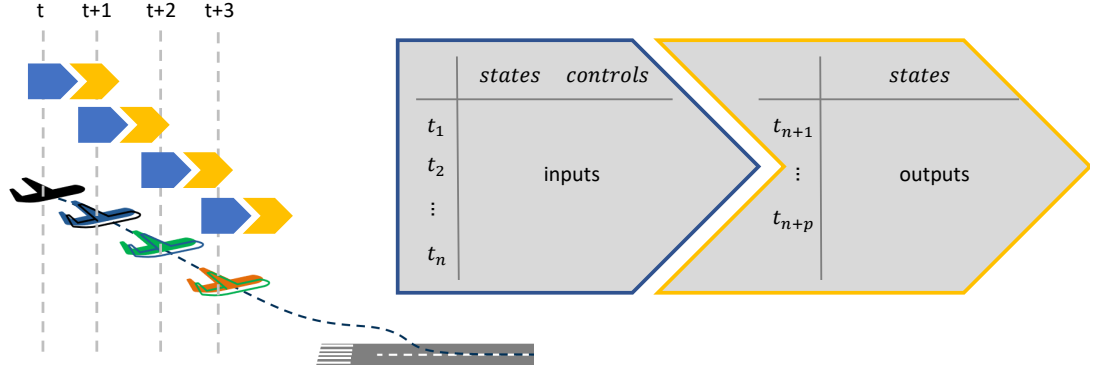 t t+1 t+2 t+3
states controls
t₁
t₂
⋮
tₙ
inputs
states
tₙ₊₁
⋮
tₙ₊ₚ
outputs